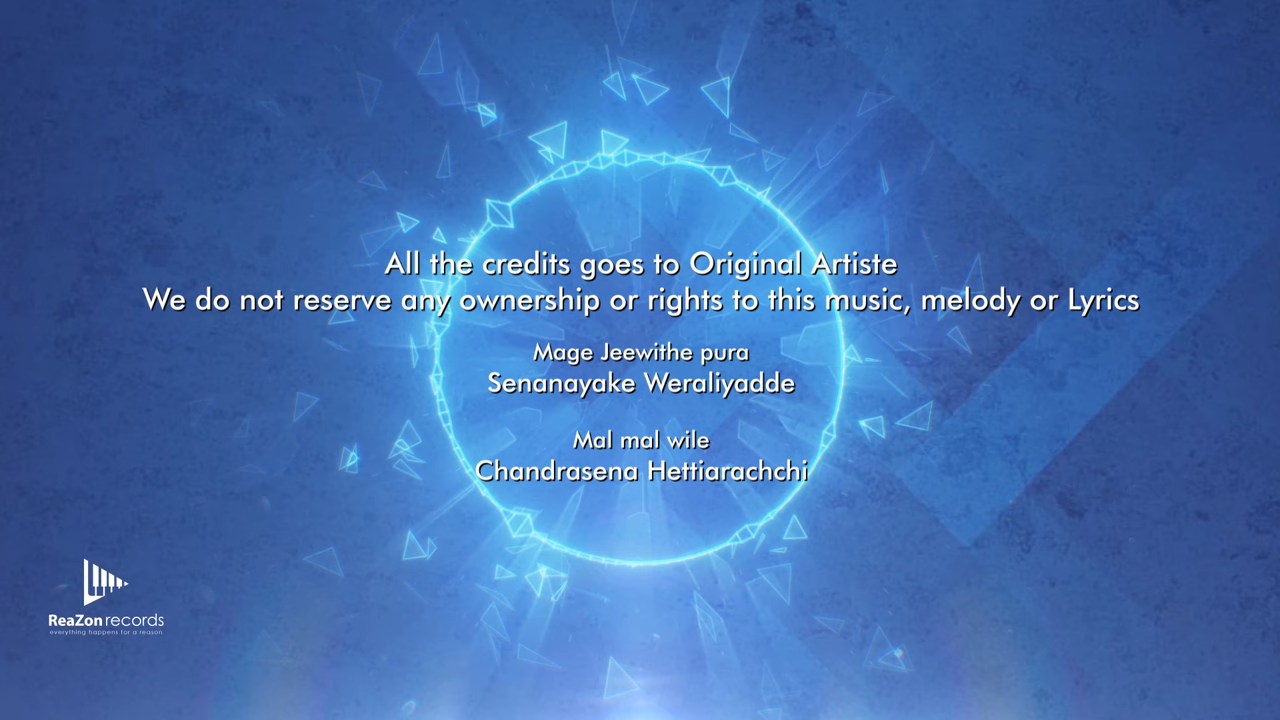 All the credits goes to Original Artiste
We do not reserve any ownership or rights to this music, melody or Lyrics
Mage Jeewithe pura
Senanayake Weraliyadde
Mal mal wile
Chandrasena Hettiarachchi
ReaZon records
everything happens for a reason